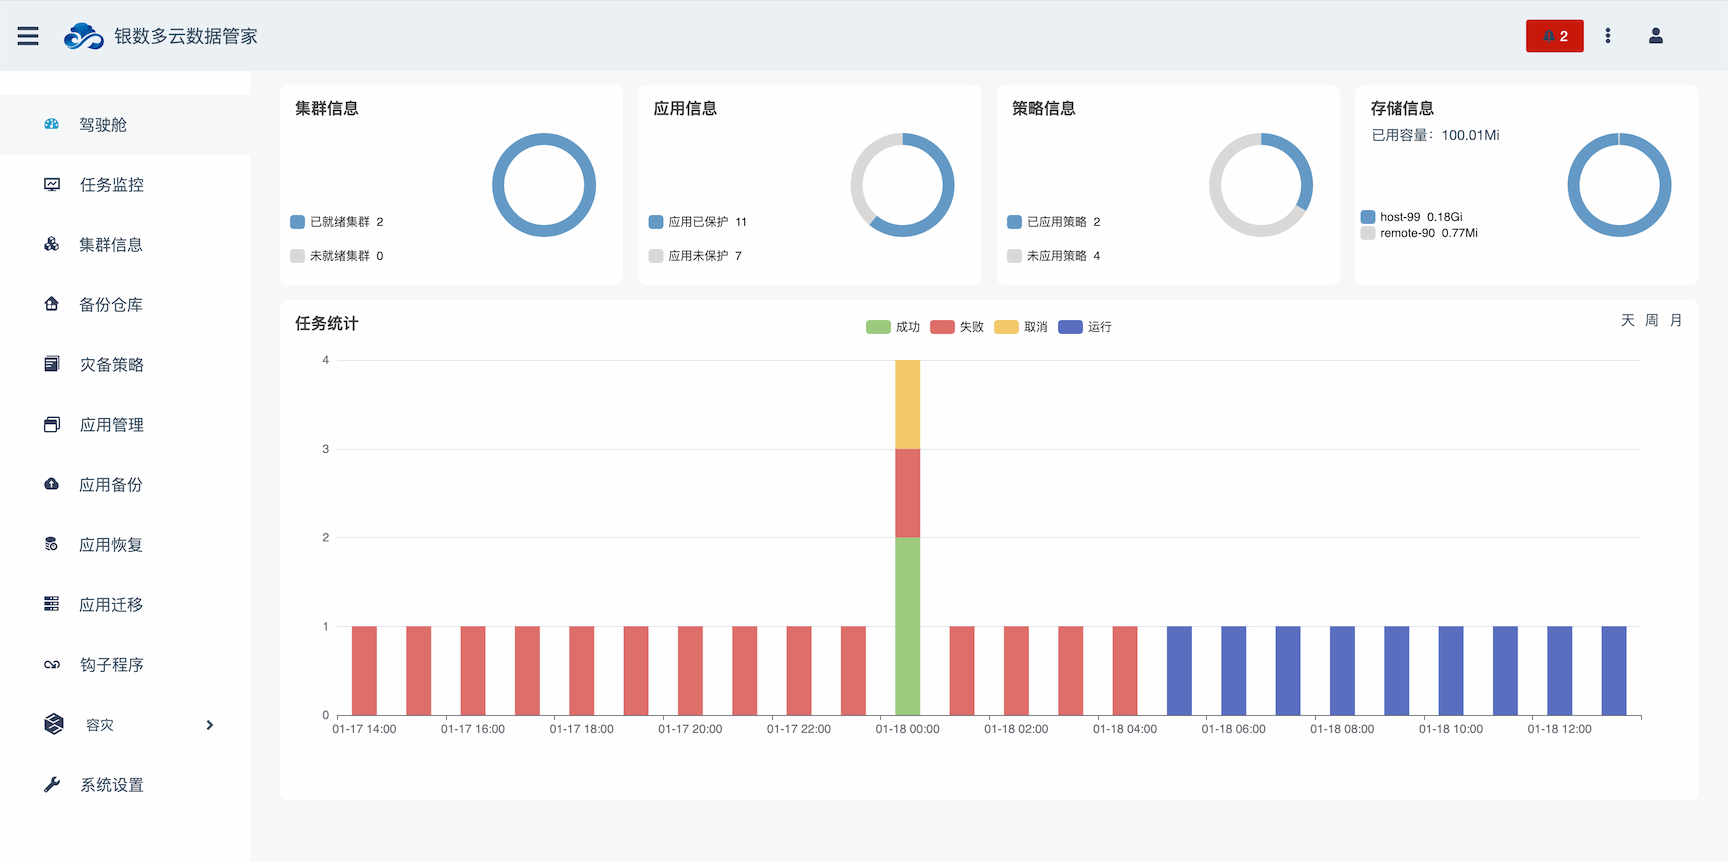 银数多云数据管家
2
驾驶舱
任务监控
集群信息
备份仓库
灾备策略
应用管理
应用备份
应用恢复
应用迁移
钩子程序
容灾
系统设置
集群信息
已就绪集群 2
未就绪集群 0
应用信息
应用已保护 11
应用未保护 7
策略信息
已应用策略 2
未应用策略 4
存储信息
已用容量：100.01Mi
host-99 0.18Gi
remote-90 0.77Mi
任务统计
成功 失败 取消 运行
天 周 月
4
3
2
1
0
01-17 14:00 01-17 16:00 01-17 18:00 01-17 20:00 01-17 22:00 01-18 00:00 01-18 02:00 01-18 04:00 01-18 06:00 01-18 08:00 01-18 10:00 01-18 12:00